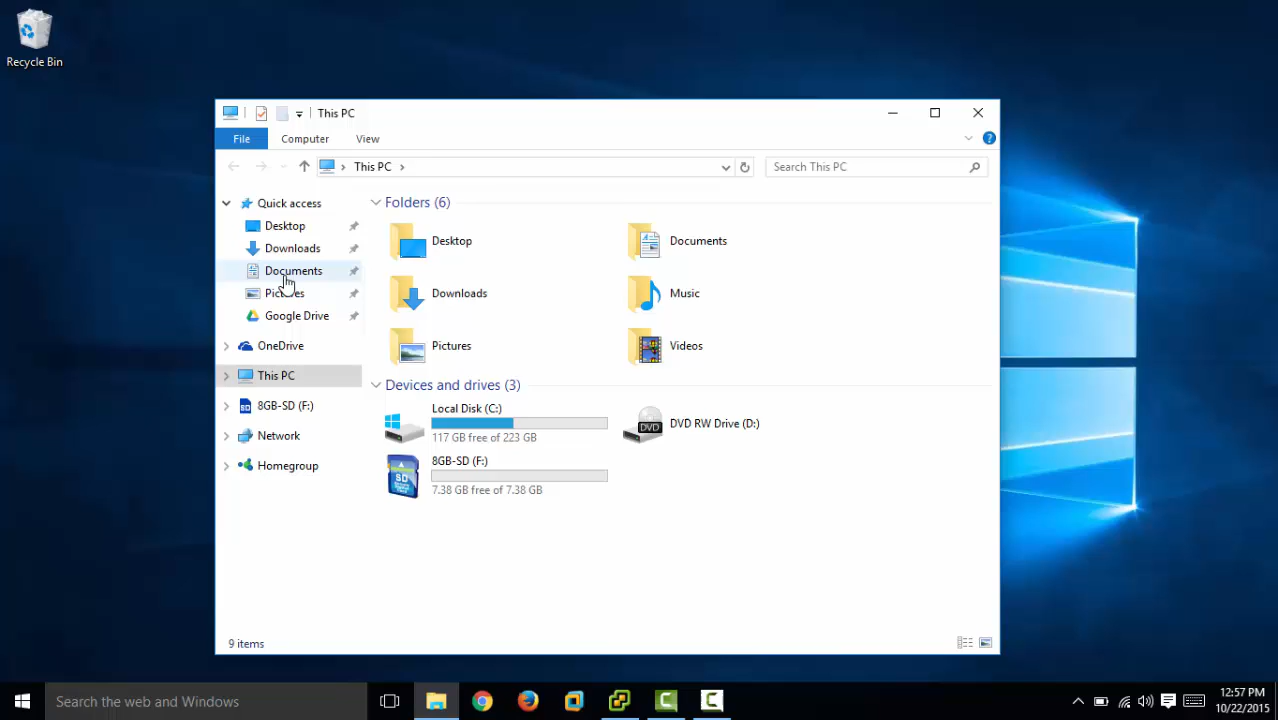 Recycle Bin
This PC
File Computer View
This PC
Search This PC
Quick access
Desktop
Downloads
Documents
Pictures
Google Drive
OneDrive
This PC
8GB-SD (F:)
Network
Homegroup
Folders (6)
Desktop
Documents
Downloads
Music
Pictures
Videos
Devices and drives (3)
Local Disk (C:)
117 GB free of 223 GB
DVD
DVD RW Drive (D:)
SD
8GB-SD (F:)
7.38 GB free of 7.38 GB
9 items
Search the web and Windows
12:57 PM
10/22/2015